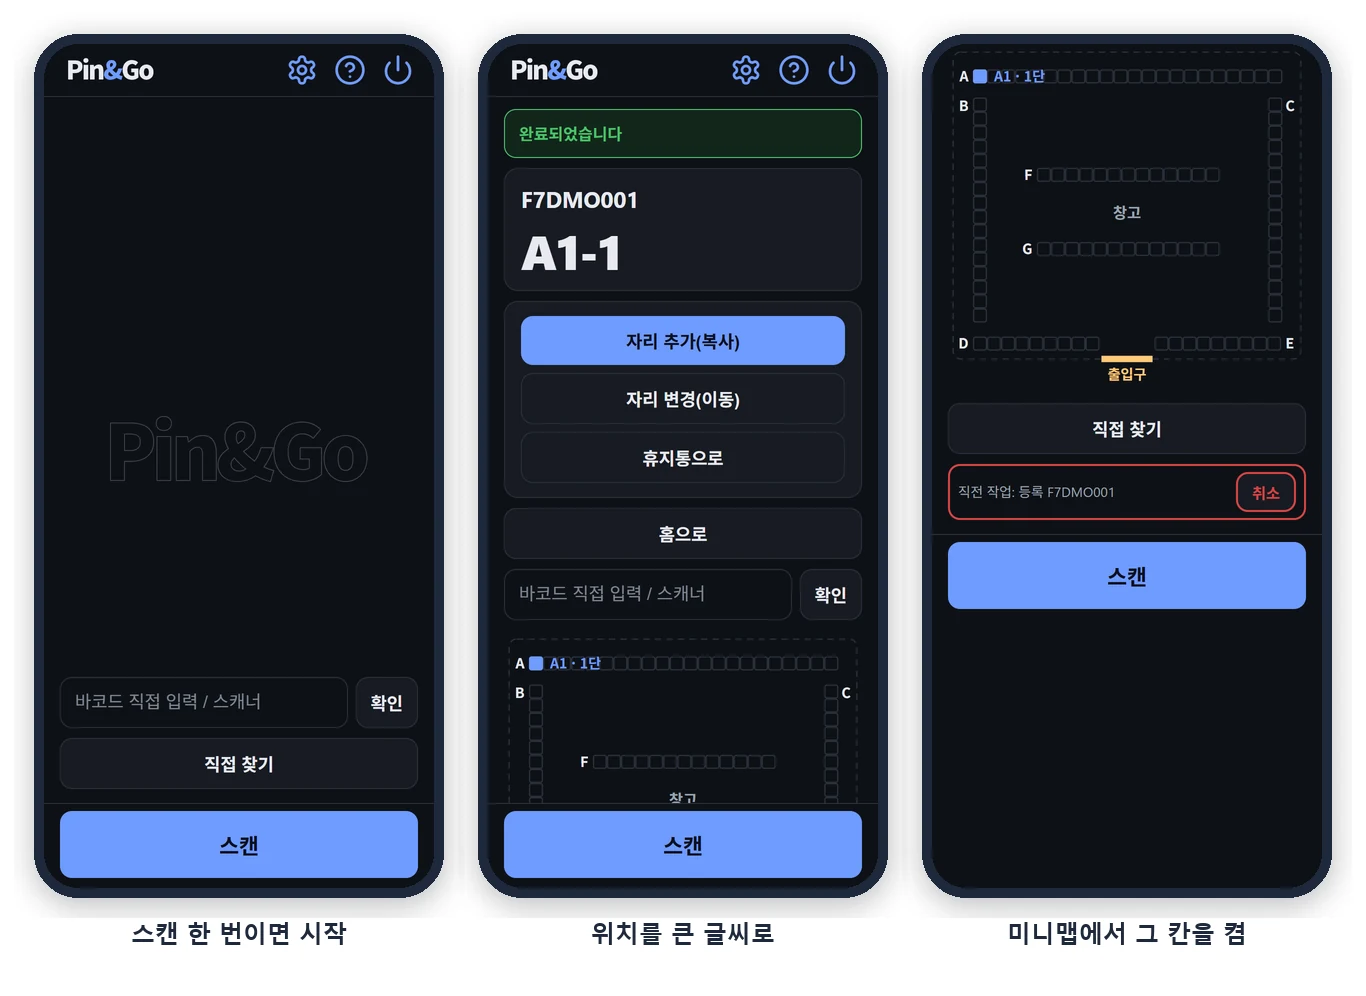 Pin&Go
Pin&Go
바코드 직접 입력 / 스캐너
확인
직접 찾기
스캔
스캔 한 번이면 시작
Pin&Go
완료되었습니다
F7DMO001
A1-1
자리 추가(복사)
자리 변경(이동)
휴지통으로
홈으로
바코드 직접 입력 / 스캐너
확인
A A1 · 1단
B C
F
창고
스캔
위치를 큰 글씨로
A A1 · 1단
B C
F
창고
G
D E
출입구
직접 찾기
직전 작업: 등록 F7DMO001
취소
스캔
미니맵에서 그 칸을 켬